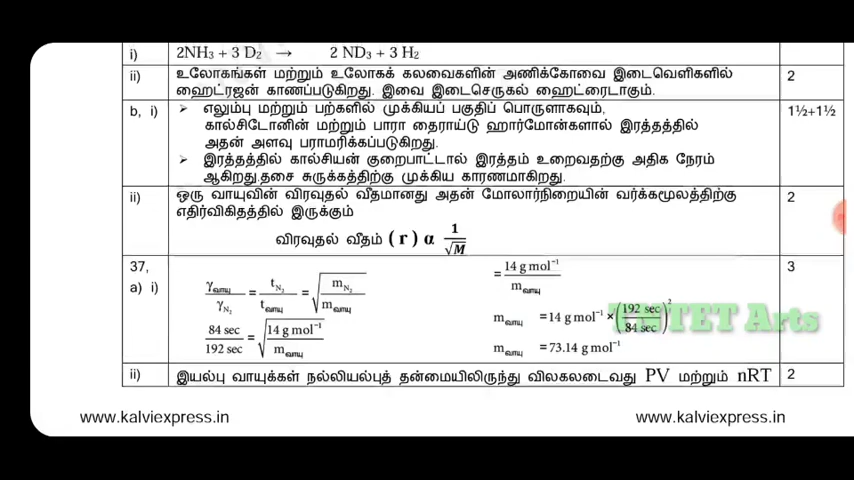 i) 2NH₃ + 3 D₂ → 2 ND₃ + 3 H₂
ii) உலோகங்கள் மற்றும் உலோகக் கலவைகளின் அணிக்கோவை இடைவெளிகளில் 2
ஹைட்ரஜன் காணப்படுகிறது. இவை இடைசெருகல் ஹைட்ரைடாகும்.
b, i) ➢ எலும்பு மற்றும் பற்களில் முக்கியப் பகுதிப் பொருளாகவும், 1½+1½
கால்சிடோனின் மற்றும் பாரா தைராய்டு ஹார்மோன்களால் இரத்தத்தில்
அதன் அளவு பராமரிக்கப்படுகிறது.
➢ இரத்தத்தில் கால்சியன் குறைபாட்டால் இரத்தம் உறைவதற்கு அதிக நேரம்
ஆகிறது.தசை சுருக்கத்திற்கு முக்கிய காரணமாகிறது.
ii) ஒரு வாயுவின் விரவுதல் வீதமானது அதன் மோலார்நிறையின் வர்க்கமூலத்திற்கு 2
எதிர்விகிதத்தில் இருக்கும்
விரவுதல் வீதம் ( r ) α 1/√M
37, 3
a) i) γவாயு/γN₂ = tN₂/tவாயு = √(mN₂/mவாயு)
84 sec/192 sec = √(14 g mol⁻¹/mவாயு)
= 14 g mol⁻¹/mவாயு
mவாயு = 14 g mol⁻¹ × (192 sec/84 sec)²
mவாயு = 73.14 g mol⁻¹
TNTET Arts
ii) இயல்பு வாயுக்கள் நல்லியல்புத் தன்மையிலிருந்து விலகலடைவது PV மற்றும் nRT 2
www.kalviexpress.in www.kalviexpress.in